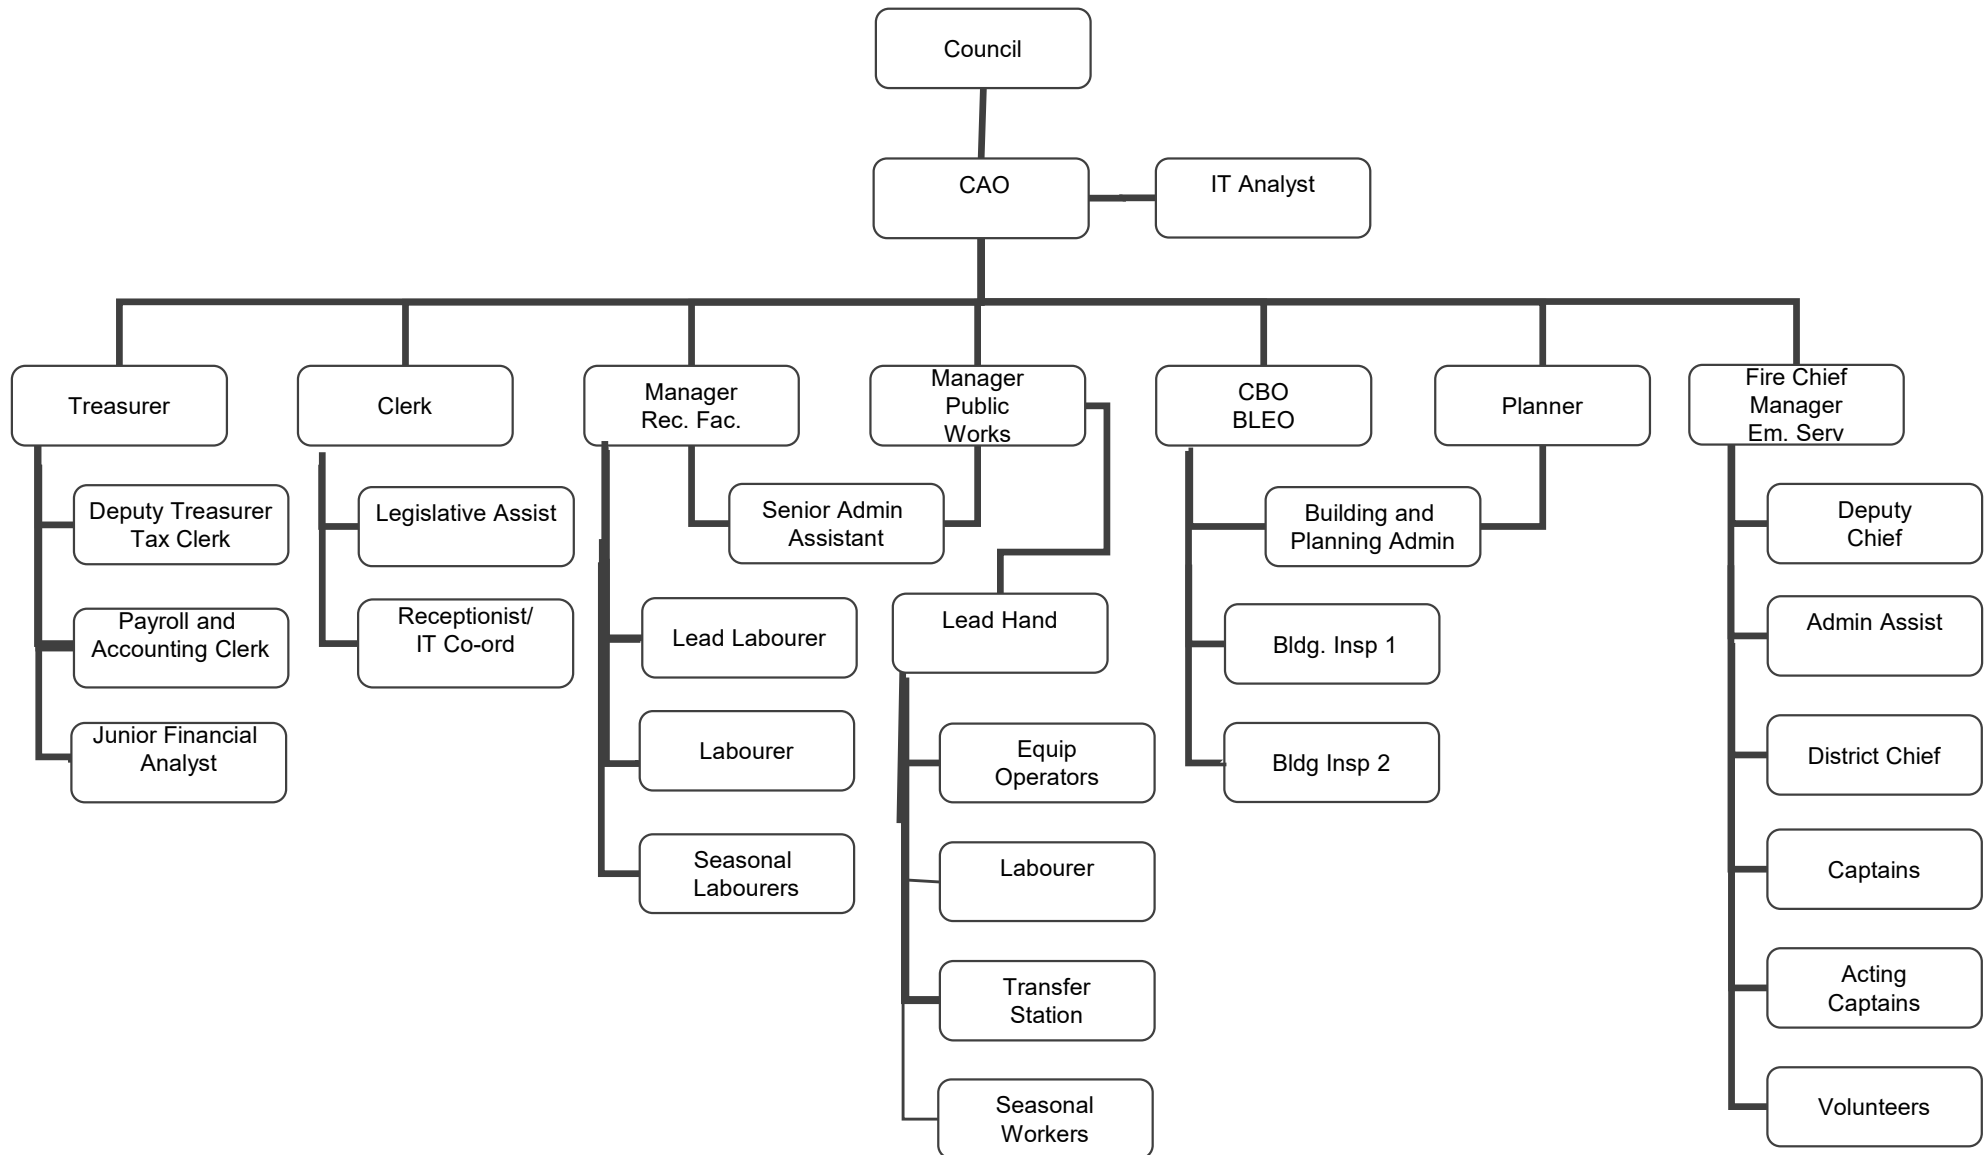 Council
CAO
IT Analyst
Treasurer
Clerk
Manager
Rec. Fac.
Manager
Public
Works
CBO
BLEO
Planner
Fire Chief
Manager
Em. Serv
Deputy Treasurer
Tax Clerk
Payroll and
Accounting Clerk
Junior Financial
Analyst
Legislative Assist
Receptionist/
IT Co-ord
Senior Admin
Assistant
Lead Labourer
Labourer
Seasonal
Labourers
Lead Hand
Equip
Operators
Labourer
Transfer
Station
Seasonal
Workers
Building and
Planning Admin
Bldg. Insp 1
Bldg Insp 2
Deputy
Chief
Admin Assist
District Chief
Captains
Acting
Captains
Volunteers